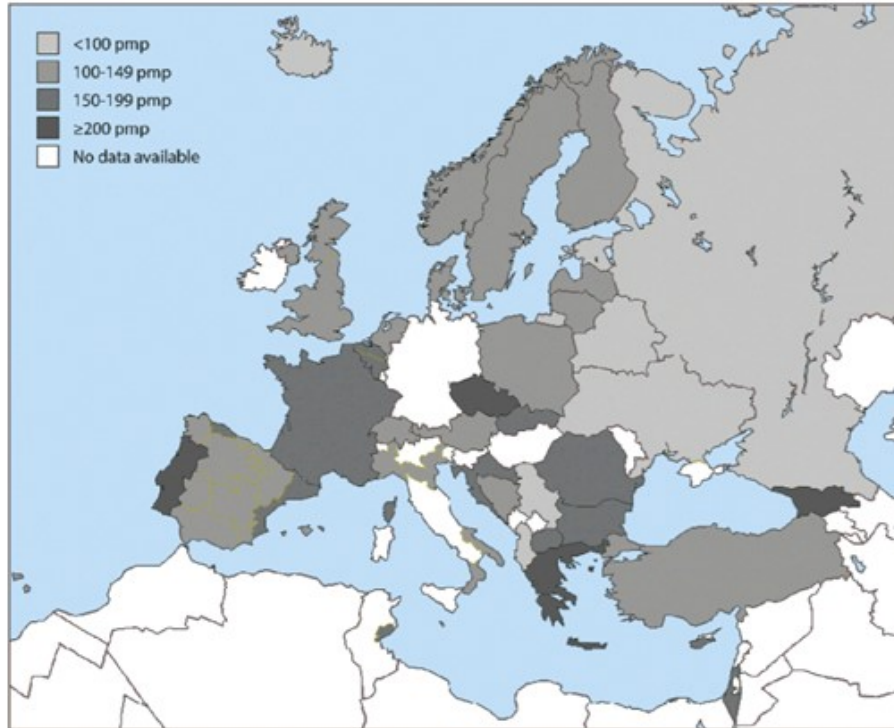 <100 pmp
100-149 pmp
150-199 pmp
≥200 pmp
No data available